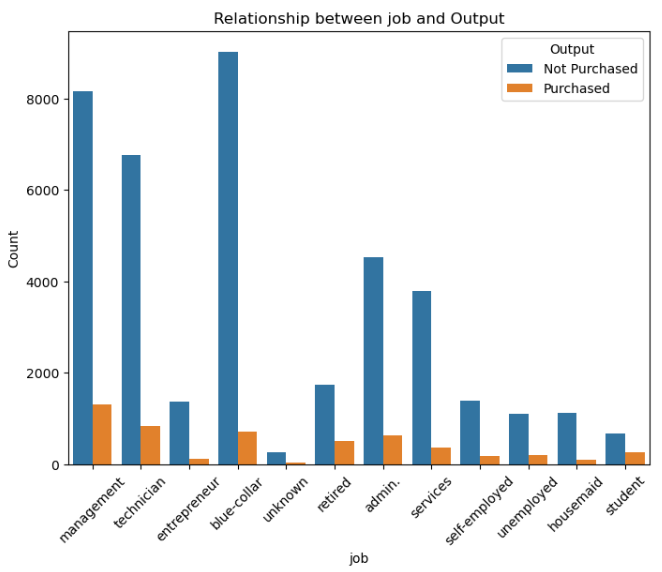 Relationship between job and Output
Output
Not Purchased
Purchased
Count
8000
6000
4000
2000
0
management
technician
entrepreneur
blue-collar
unknown
retired
admin.
services
self-employed
unemployed
housemaid
student
job